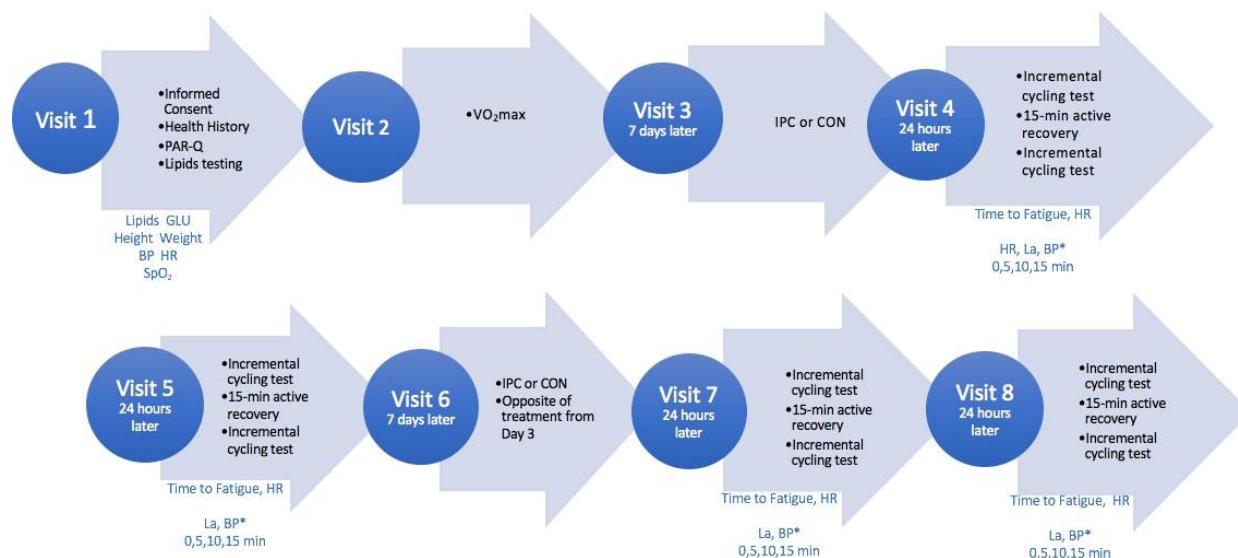 Visit 1
•Informed
Consent
•Health History
•PAR-Q
•Lipids testing
Lipids GLU
Height Weight
BP HR
SpO₂
Visit 2
•VO₂max
Visit 3
7 days later
IPC or CON
Visit 4
24 hours
later
•Incremental
cycling test
•15-min active
recovery
•Incremental
cycling test
Time to Fatigue, HR
HR, La, BP*
0,5,10,15 min
Visit 5
24 hours
later
•Incremental
cycling test
•15-min active
recovery
•Incremental
cycling test
Time to Fatigue, HR
La, BP*
0,5,10,15 min
Visit 6
7 days later
•IPC or CON
•Opposite of
treatment from
Day 3
Visit 7
24 hours
later
•Incremental
cycling test
•15-min active
recovery
•Incremental
cycling test
Time to Fatigue, HR
La, BP*
0,5,10,15 min
Visit 8
24 hours
later
•Incremental
cycling test
•15-min active
recovery
•Incremental
cycling test
Time to Fatigue, HR
La, BP*
0,5,10,15 min